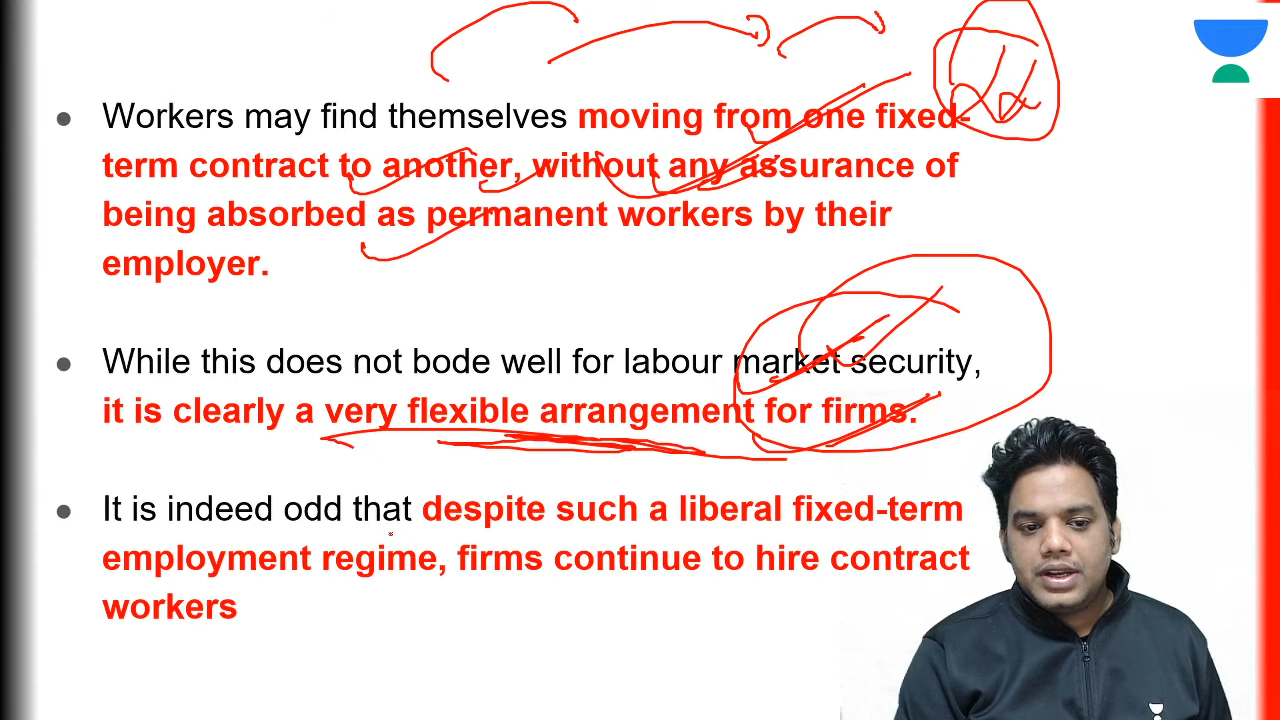 Workers may find themselves moving from one fixed-
term contract to another, without any assurance of
being absorbed as permanent workers by their
employer.
While this does not bode well for labour market security,
it is clearly a very flexible arrangement for firms.
It is indeed odd that despite such a liberal fixed-term
employment regime, firms continue to hire contract
workers